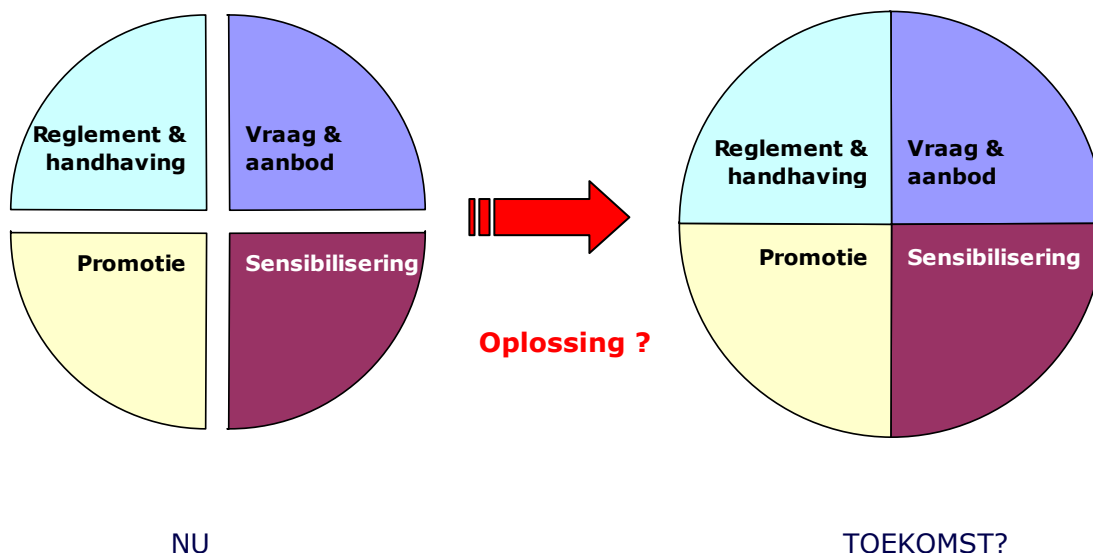 Reglement &
handhaving
Vraag &
aanbod
Promotie
Sensibilisering
Oplossing ?
Reglement &
handhaving
Vraag &
aanbod
Promotie
Sensibilisering
NU
TOEKOMST?